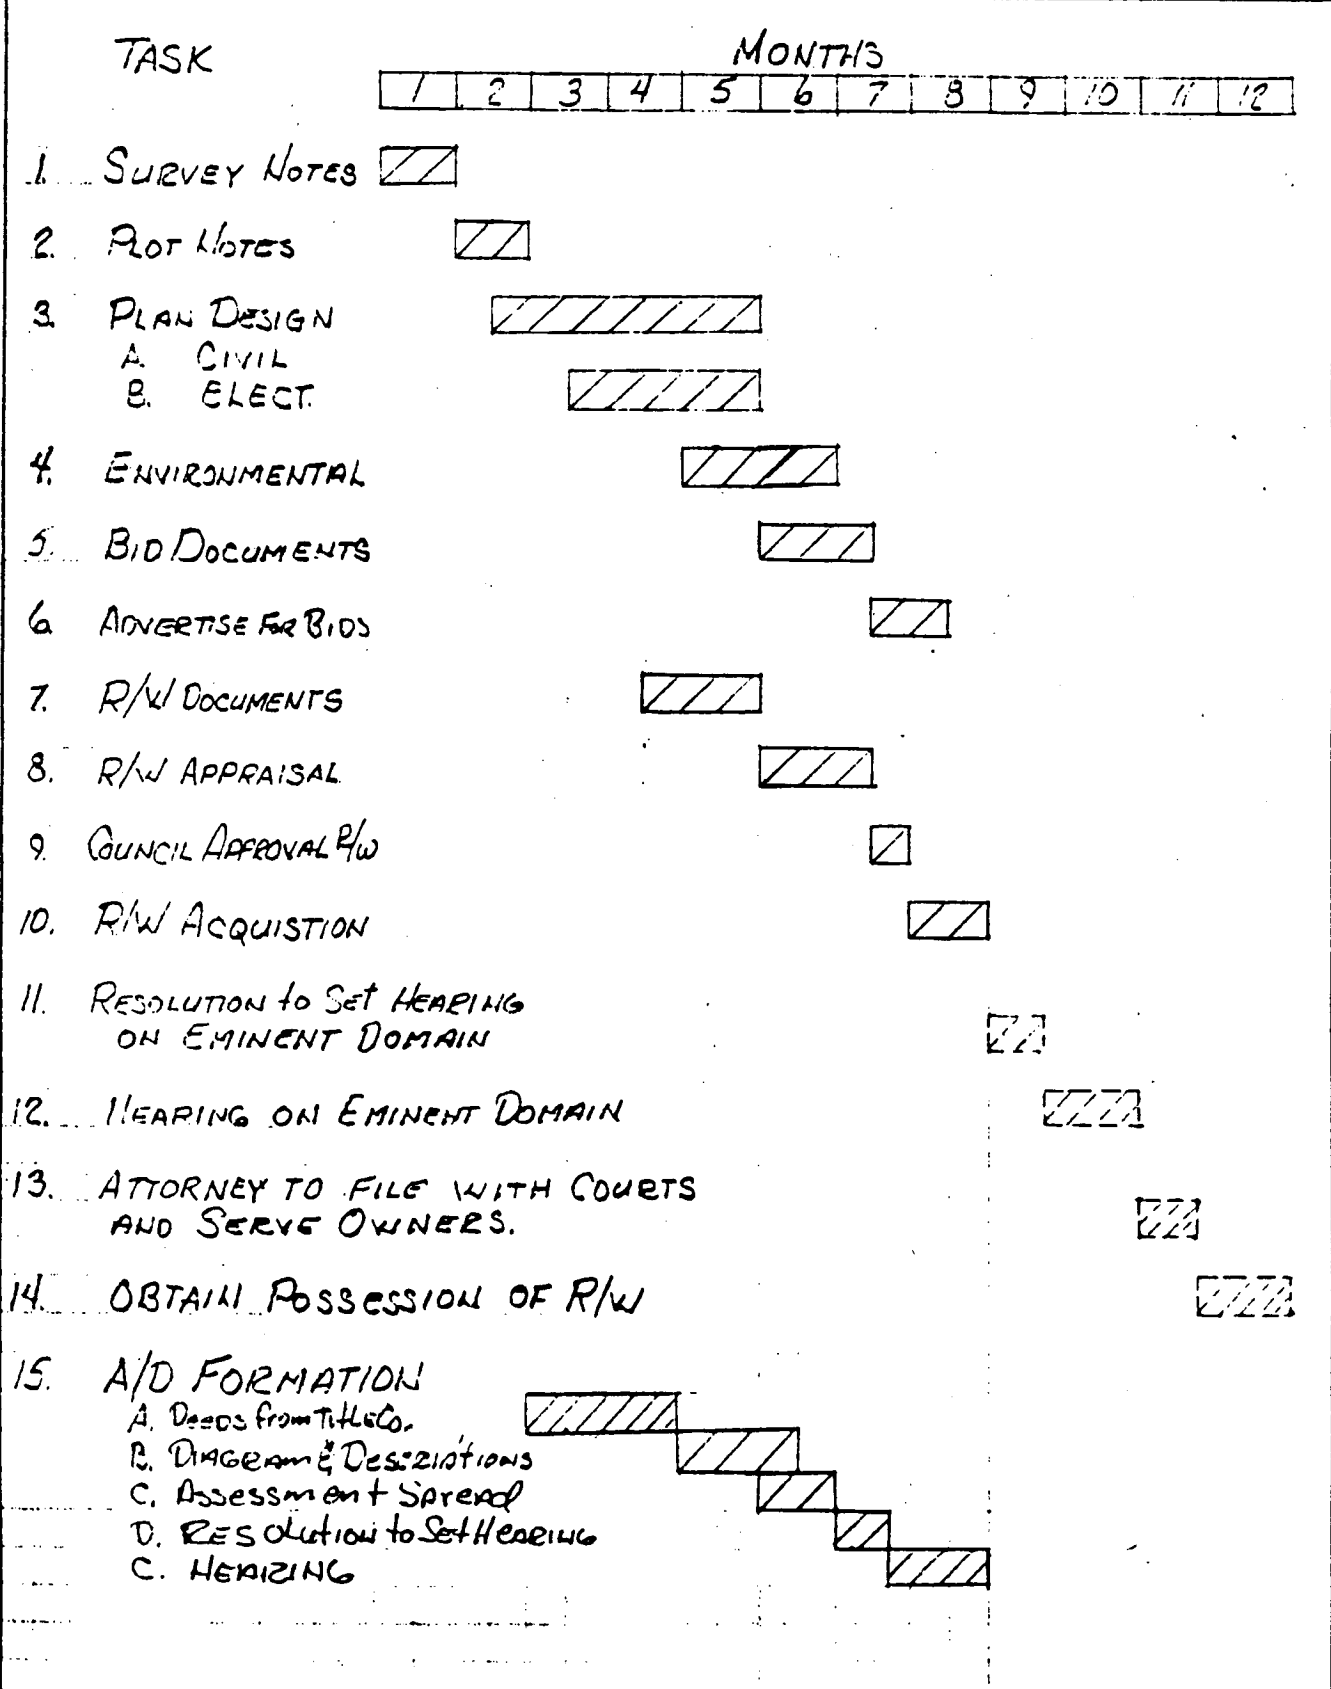 TASK MONTHS
1 2 3 4 5 6 7 8 9 10 11 12
1. SURVEY NOTES
2. PLOT NOTES
3. PLAN DESIGN
A. CIVIL
B. ELECT.
4. ENVIRONMENTAL
5. BID DOCUMENTS
6 ADVERTISE FOR BIDS
7. R/W DOCUMENTS
8. R/W APPRAISAL
9. COUNCIL APPROVAL R/W
10. R/W ACQUISTION
11. RESOLUTION to SET HEARING
ON EMINENT DOMAIN
12. HEARING ON EMINENT DOMAIN
13. ATTORNEY TO FILE WITH COURTS
AND SERVE OWNERS.
14. OBTAIN POSSESSION OF R/W
15. A/D FORMATION
A. DEEDS from TitLE Co.
B. DIAGRAM & DESCRIPTIONS
C. Assessment Spread
D. RESOLution to Set HEARING
C. HEARING